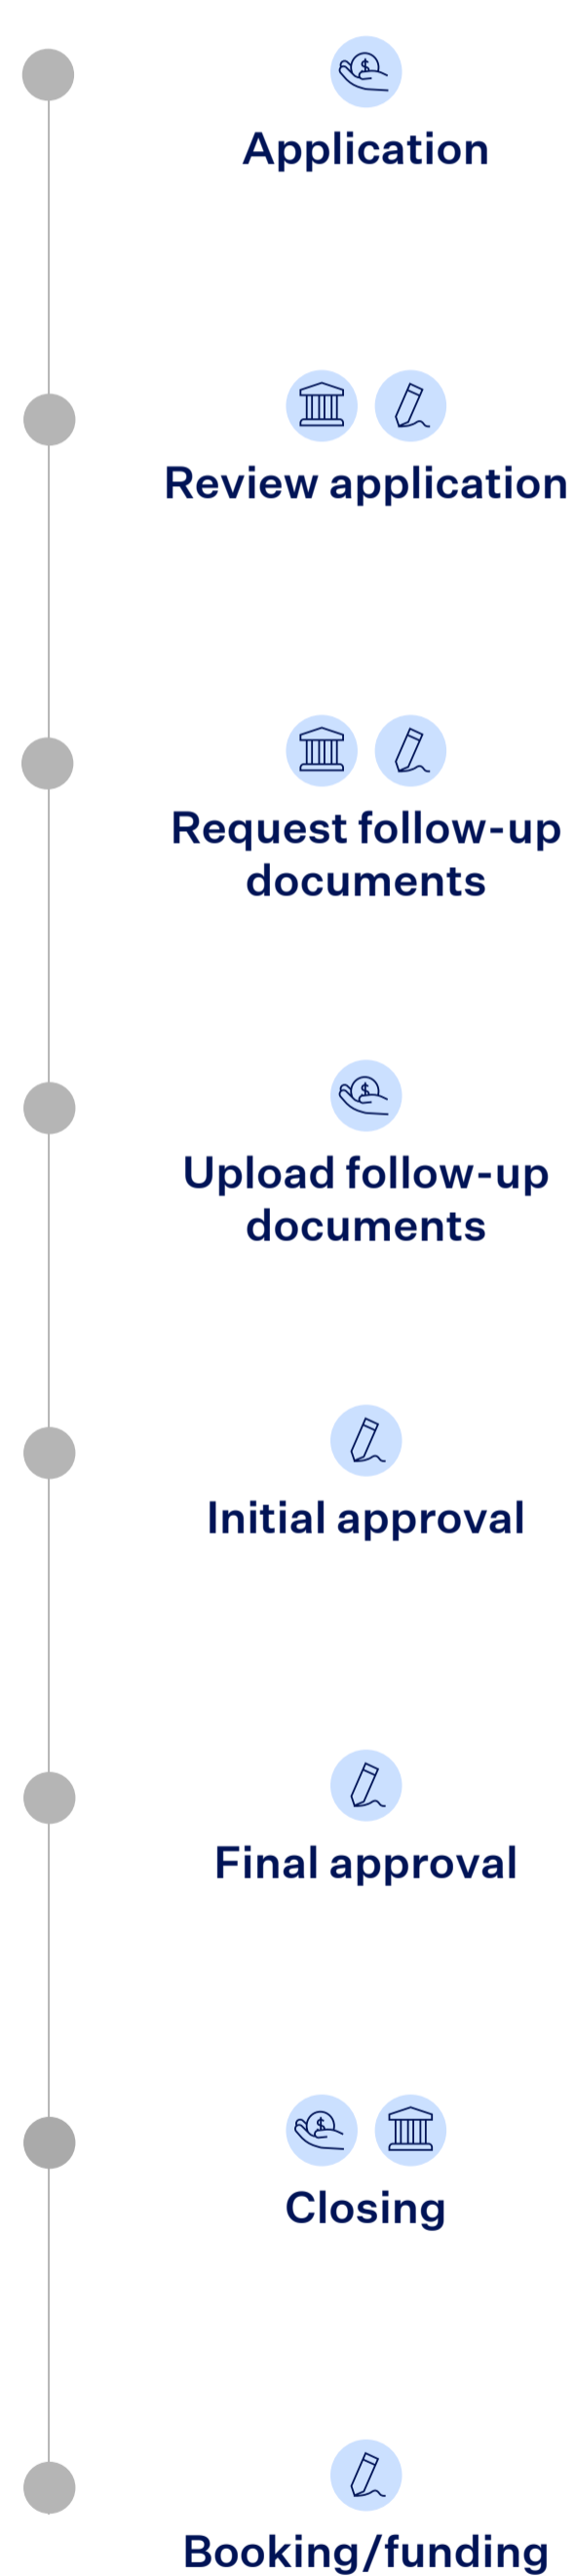 Application
Review application
Request follow-up
documents
Upload follow-up
documents
Initial approval
Final approval
Closing
Booking/funding